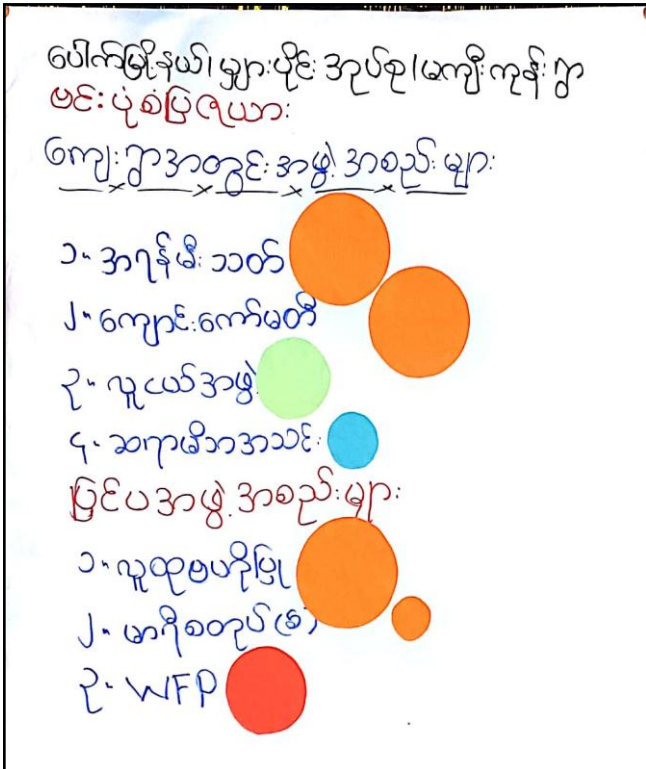 ပေါက်မြို့နယ်၊ မျှားပိုင်း အုပ်စု၊ မကျီးကုန်း ရွာ
ဗင်းပုံစံပြဇယား
ကျေးရွာအတွင်း အဖွဲ့ အစည်း များ
၁။ အရန်မီး သတ်
၂။ ကျောင်းကော်မတီ
၃။ လူငယ်အဖွဲ့
၄။ ဆရာမိဘအသင်း
ပြင်ပအဖွဲ့ အစည်းများ
၁။ လူထုဗဟိုပြု
၂။ မာရီစတုပ် (စ်)
၃။ WFP